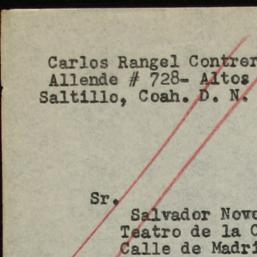 Carlos Rangel Contrer
Allende # 728- Altos
Saltillo, Coah. D. N.
Sr.
Salvador Novo
Teatro de la C
Calle de Madri